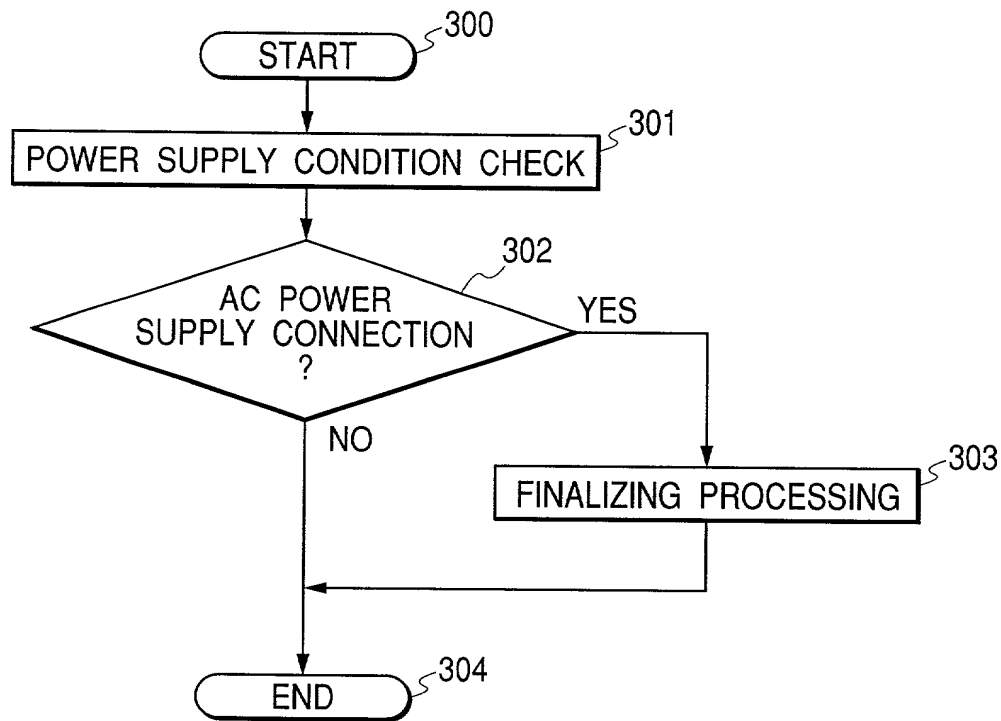 START
300
POWER SUPPLY CONDITION CHECK
301
302
AC POWER
SUPPLY CONNECTION
?
YES
NO
303
FINALIZING PROCESSING
END
304